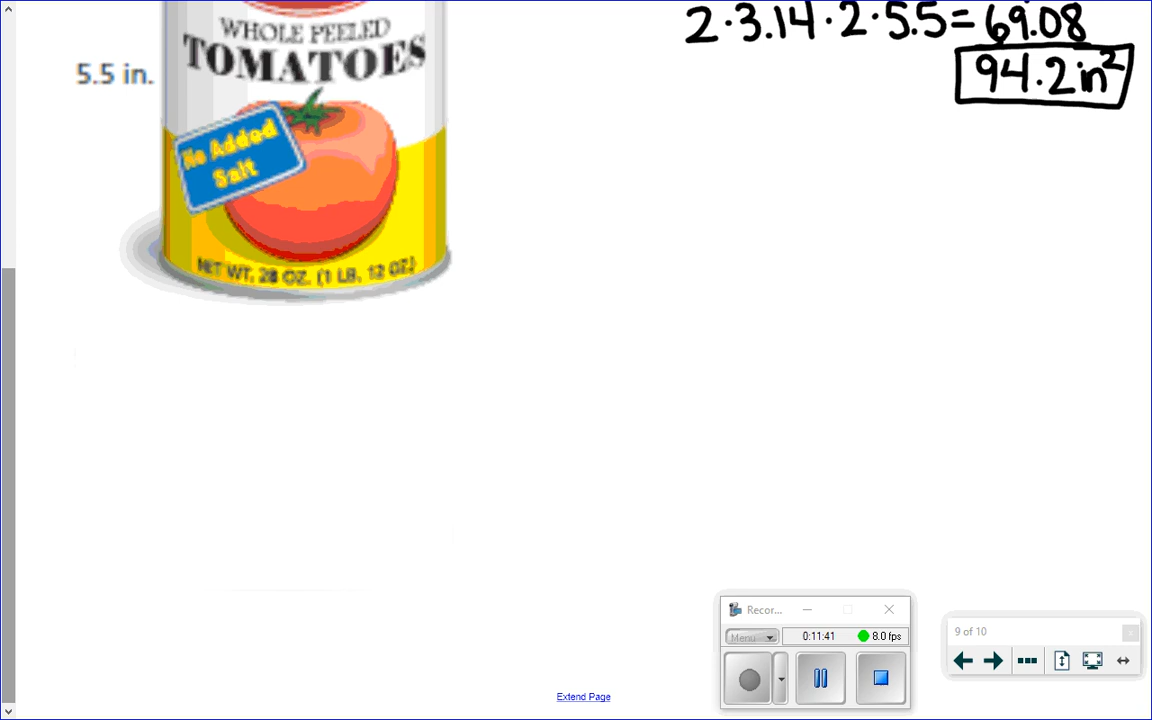 2·3.14·2·5.5=69.08
94.2in²
WHOLE PEELED
TOMATOES
5.5 in.
No Added
Salt
NET WT. 28 OZ. (1 LB. 12 OZ)
Recor...
Menu
0:11:41
8.0 fps
9 of 10
Extend Page